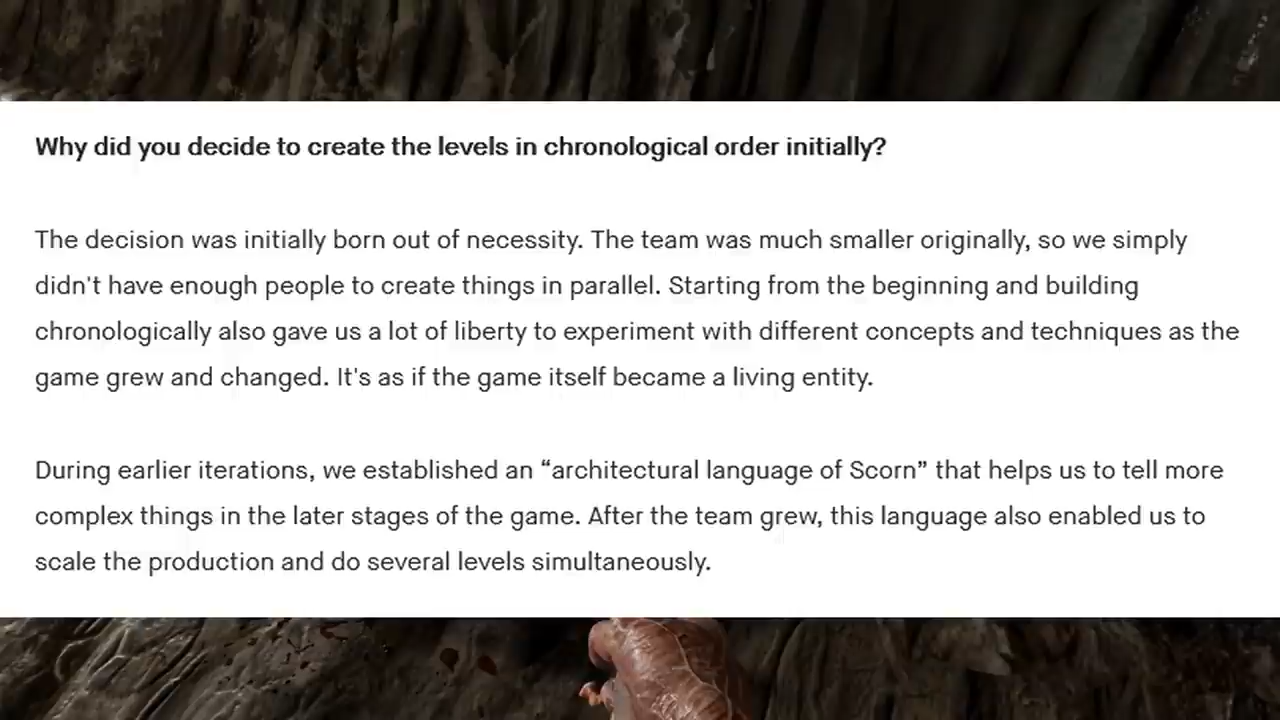 Why did you decide to create the levels in chronological order initially?
The decision was initially born out of necessity. The team was much smaller originally, so we simply
didn't have enough people to create things in parallel. Starting from the beginning and building
chronologically also gave us a lot of liberty to experiment with different concepts and techniques as the
game grew and changed. It's as if the game itself became a living entity.
During earlier iterations, we established an “architectural language of Scorn” that helps us to tell more
complex things in the later stages of the game. After the team grew, this language also enabled us to
scale the production and do several levels simultaneously.